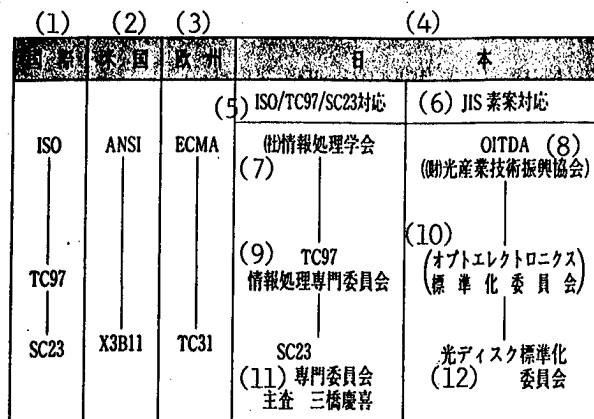 (1) (2) (3) (4)
国際 米国 欧州 日本
(5) ISO/TC97/SC23対応 (6) JIS素案対応
ISO ANSI ECMA (社)情報処理学会 OITDA (8)
(7) (財)光産業技術振興協会)
(9) TC97 (10)
TC97 情報処理専門委員会 (オプトエレクトロニクス
標準化委員会)
SC23 X3B11 TC31 SC23 光ディスク標準化
(11) 専門委員会 (12) 委員会
主査 三橋慶喜